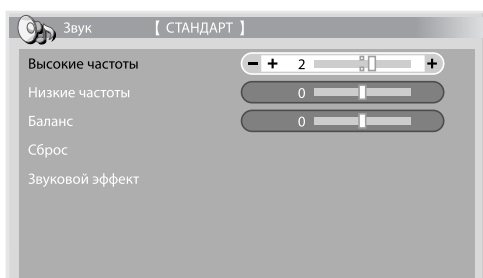 Звук 【 СТАНДАРТ 】
Высокие частоты − + 2 +
Низкие частоты 0
Баланс 0
Сброс
Звуковой эффект